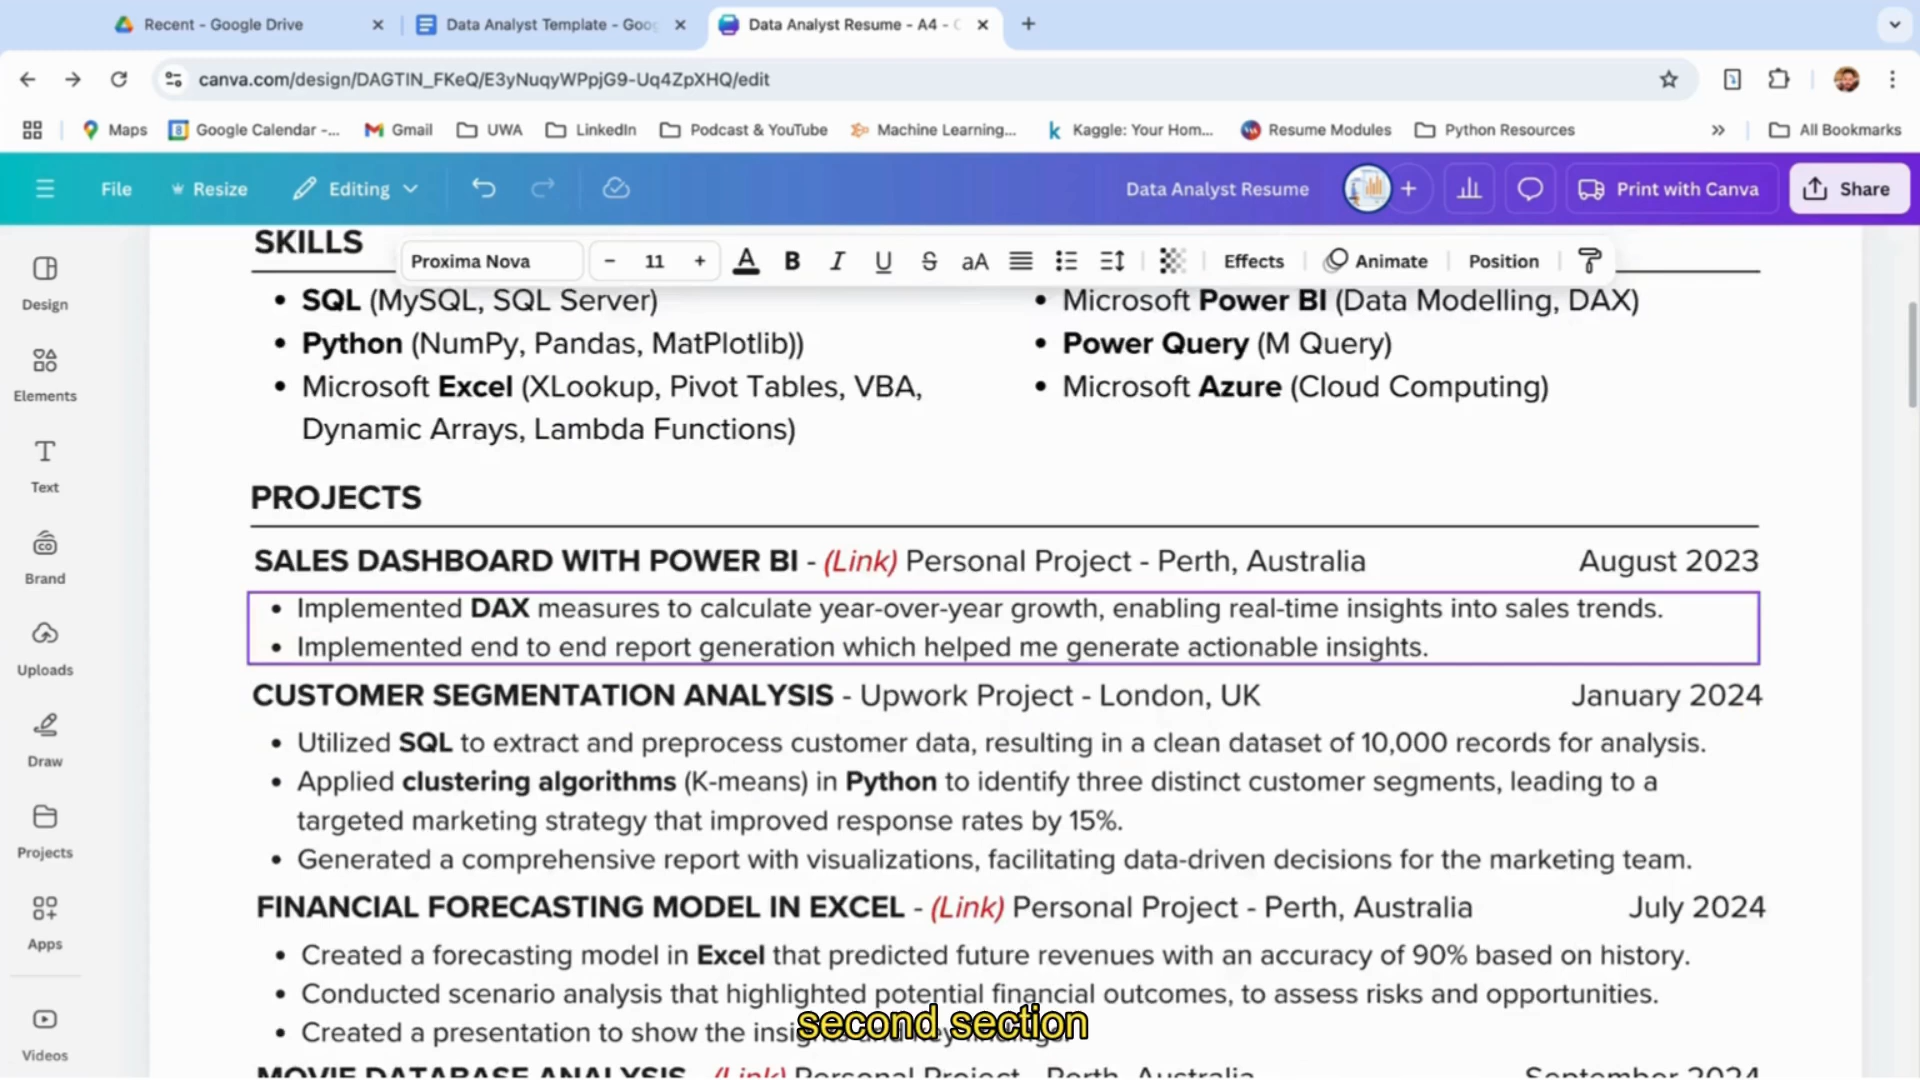 Recent - Google Drive
Data Analyst Template - Goo
Data Analyst Resume - A4 -
canva.com/design/DAGTIN_FKeQ/E3yNuqyWPpjG9-Uq4ZpXHQ/edit
Maps
Google Calendar -...
Gmail
UWA
LinkedIn
Podcast & YouTube
Machine Learning...
Kaggle: Your Hom...
Resume Modules
Python Resources
All Bookmarks
File
Resize
Editing
Data Analyst Resume
Print with Canva
Share
Design
Elements
Text
Brand
Uploads
Draw
Projects
Apps
Videos
Proxima Nova
- 11 +
A B I U S aA
Effects
Animate
Position
SKILLS
• SQL (MySQL, SQL Server)
• Python (NumPy, Pandas, MatPlotlib))
• Microsoft Excel (XLookup, Pivot Tables, VBA,
Dynamic Arrays, Lambda Functions)
• Microsoft Power BI (Data Modelling, DAX)
• Power Query (M Query)
• Microsoft Azure (Cloud Computing)
PROJECTS
SALES DASHBOARD WITH POWER BI - (Link) Personal Project - Perth, Australia August 2023
• Implemented DAX measures to calculate year-over-year growth, enabling real-time insights into sales trends.
• Implemented end to end report generation which helped me generate actionable insights.
CUSTOMER SEGMENTATION ANALYSIS - Upwork Project - London, UK January 2024
• Utilized SQL to extract and preprocess customer data, resulting in a clean dataset of 10,000 records for analysis.
• Applied clustering algorithms (K-means) in Python to identify three distinct customer segments, leading to a
targeted marketing strategy that improved response rates by 15%.
• Generated a comprehensive report with visualizations, facilitating data-driven decisions for the marketing team.
FINANCIAL FORECASTING MODEL IN EXCEL - (Link) Personal Project - Perth, Australia July 2024
• Created a forecasting model in Excel that predicted future revenues with an accuracy of 90% based on history.
• Conducted scenario analysis that highlighted potential financial outcomes, to assess risks and opportunities.
• Created a presentation to show the
second section
MOVIE DATABASE ANALYSIS - (Link) Personal Project - Perth, Australia September 2024